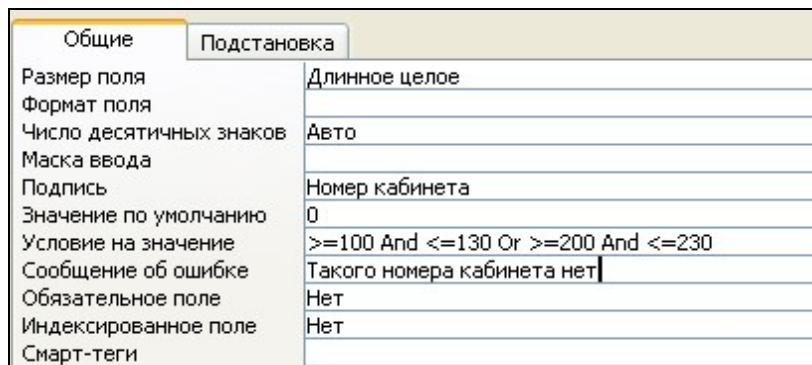 Общие Подстановка
Размер поля Длинное целое
Формат поля
Число десятичных знаков Авто
Маска ввода
Подпись Номер кабинета
Значение по умолчанию 0
Условие на значение >=100 And <=130 Or >=200 And <=230
Сообщение об ошибке Такого номера кабинета нет
Обязательное поле Нет
Индексированное поле Нет
Смарт-теги